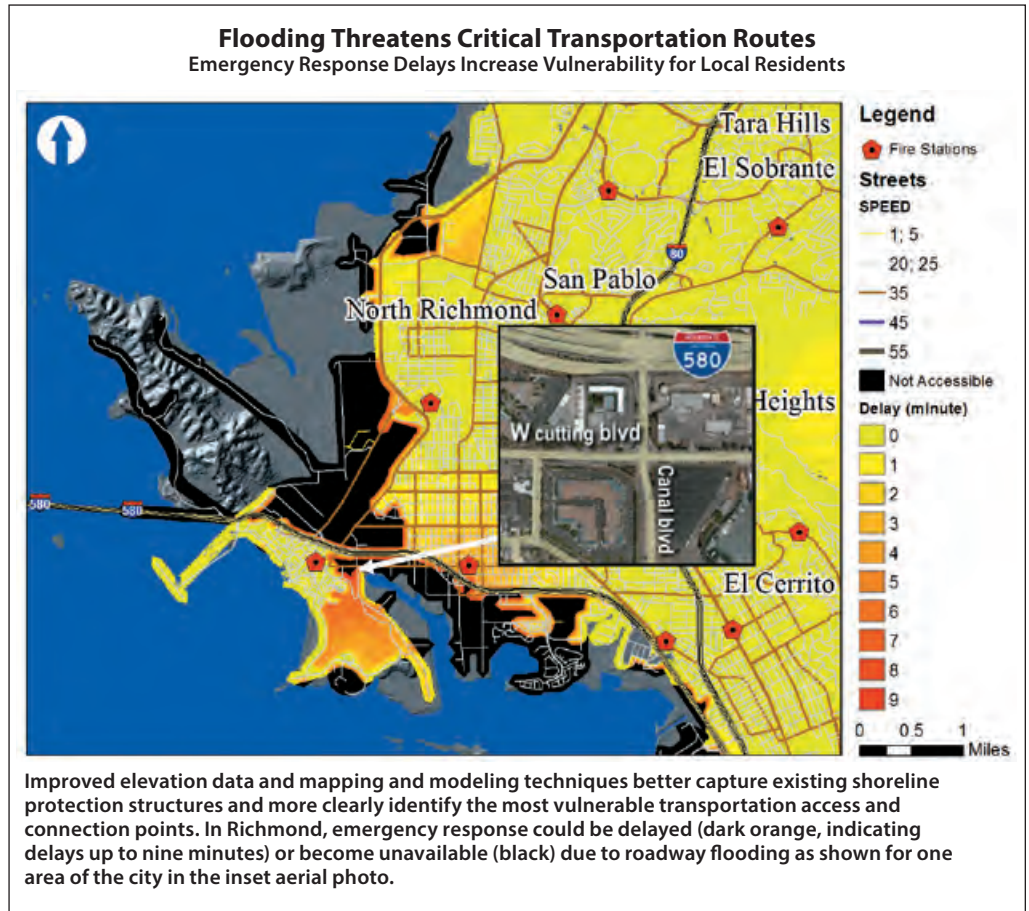 Flooding Threatens Critical Transportation Routes
Emergency Response Delays Increase Vulnerability for Local Residents
Tara Hills
El Sobrante
80
San Pablo
North Richmond
580
Heights
W cutting blvd
Canal blvd
580
580
El Cerrito
Legend
Fire Stations
Streets
SPEED
1; 5
20; 25
35
45
55
Not Accessible
Delay (minute)
0
1
2
3
4
5
6
7
8
9
0 0.5 1
Miles
Improved elevation data and mapping and modeling techniques better capture existing shoreline
protection structures and more clearly identify the most vulnerable transportation access and
connection points. In Richmond, emergency response could be delayed (dark orange, indicating
delays up to nine minutes) or become unavailable (black) due to roadway flooding as shown for one
area of the city in the inset aerial photo.